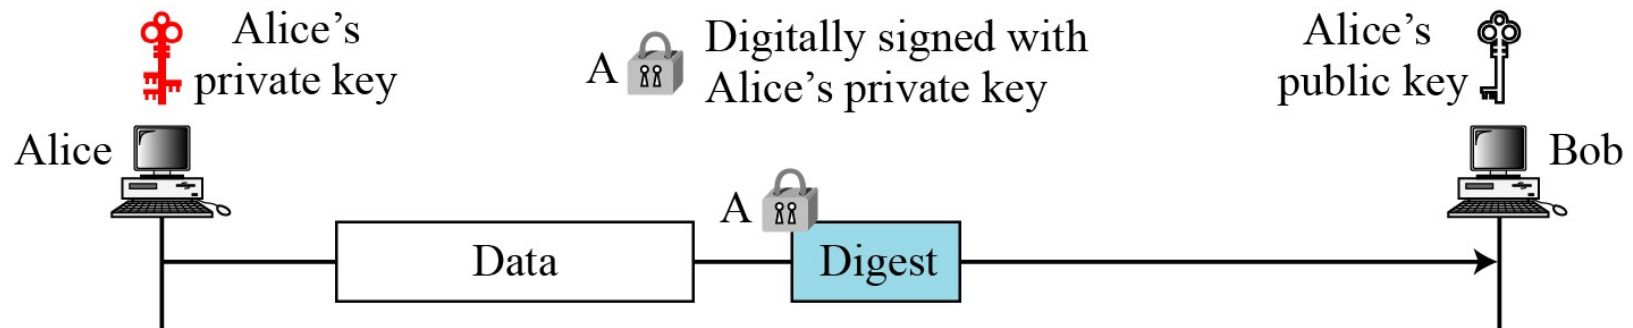 Alice’s
private key
A
Digitally signed with
Alice’s private key
Alice’s
public key
Alice
Bob
A
Data
Digest